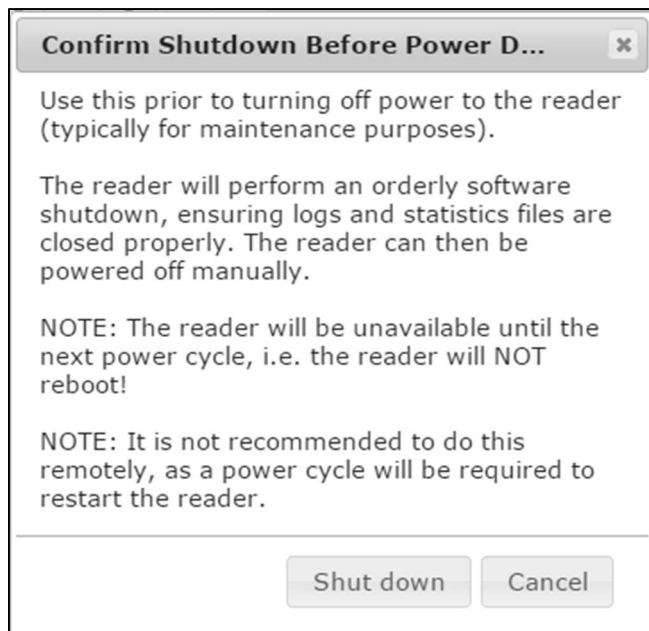 Confirm Shutdown Before Power D...
Use this prior to turning off power to the reader
(typically for maintenance purposes).
The reader will perform an orderly software
shutdown, ensuring logs and statistics files are
closed properly. The reader can then be
powered off manually.
NOTE: The reader will be unavailable until the
next power cycle, i.e. the reader will NOT
reboot!
NOTE: It is not recommended to do this
remotely, as a power cycle will be required to
restart the reader.
Shut down Cancel